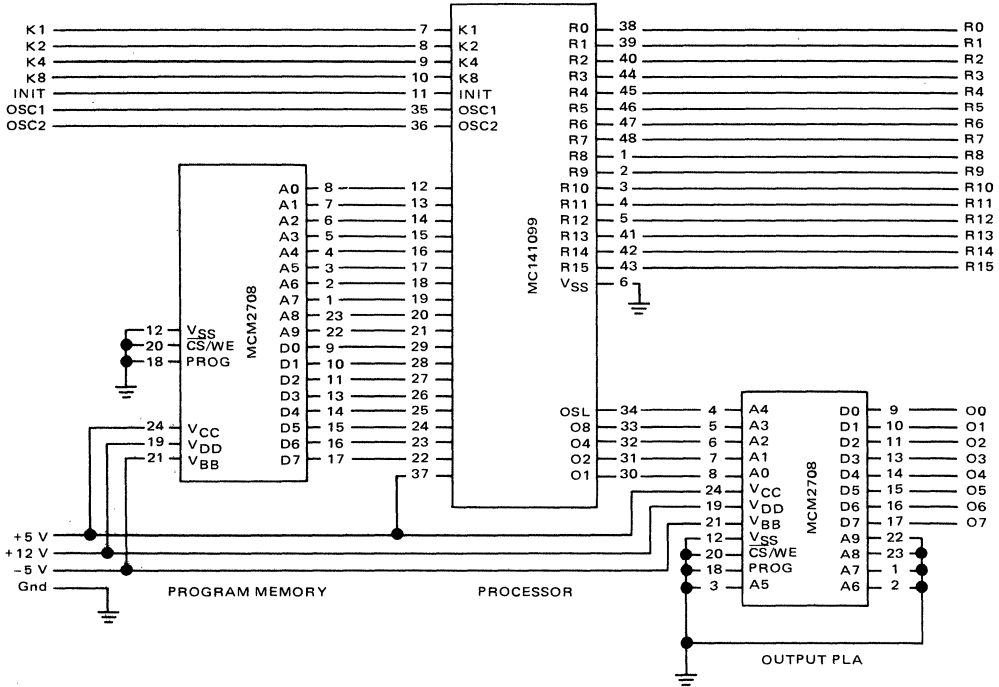 K1 7 K1 R0 38 R0
K2 8 K2 R1 39 R1
K4 9 K4 R2 40 R2
K8 10 K8 R3 44 R3
INIT 11 INIT R4 45 R4
OSC1 35 OSC1 R5 46 R5
OSC2 36 OSC2 R6 47 R6
R7 48 R7
R8 1 R8
R9 2 R9
R10 3 R10
R11 4 R11
R12 5 R12
R13 41 R13
R14 42 R14
R15 43 R15
VSS 6
MC141099
A0 8 12
A1 7 13
A2 6 14
A3 5 15
A4 4 16
A5 3 17
A6 2 18
A7 1 19
A8 23 20
A9 22 21
D0 9 29
D1 10 28
D2 11 27
D3 13 26
D4 14 25
D5 15 24
D6 16 23
D7 17 22
37
MCM2708
12 VSS
20 CS/WE
18 PROG
24 VCC
19 VDD
21 VBB
OSL 34 4 A4 D0 9 O0
O8 33 5 A3 D1 10 O1
O4 32 6 A2 D2 11 O2
O2 31 7 A1 D3 13 O3
O1 30 8 A0 D4 14 O4
24 VCC D5 15 O5
19 VDD D6 16 O6
21 VBB D7 17 O7
12 VSS A9 22
20 CS/WE A8 23
18 PROG A7 1
3 A5 A6 2
MCM2708
+5 V
+12 V
−5 V
Gnd
PROGRAM MEMORY
PROCESSOR
OUTPUT PLA